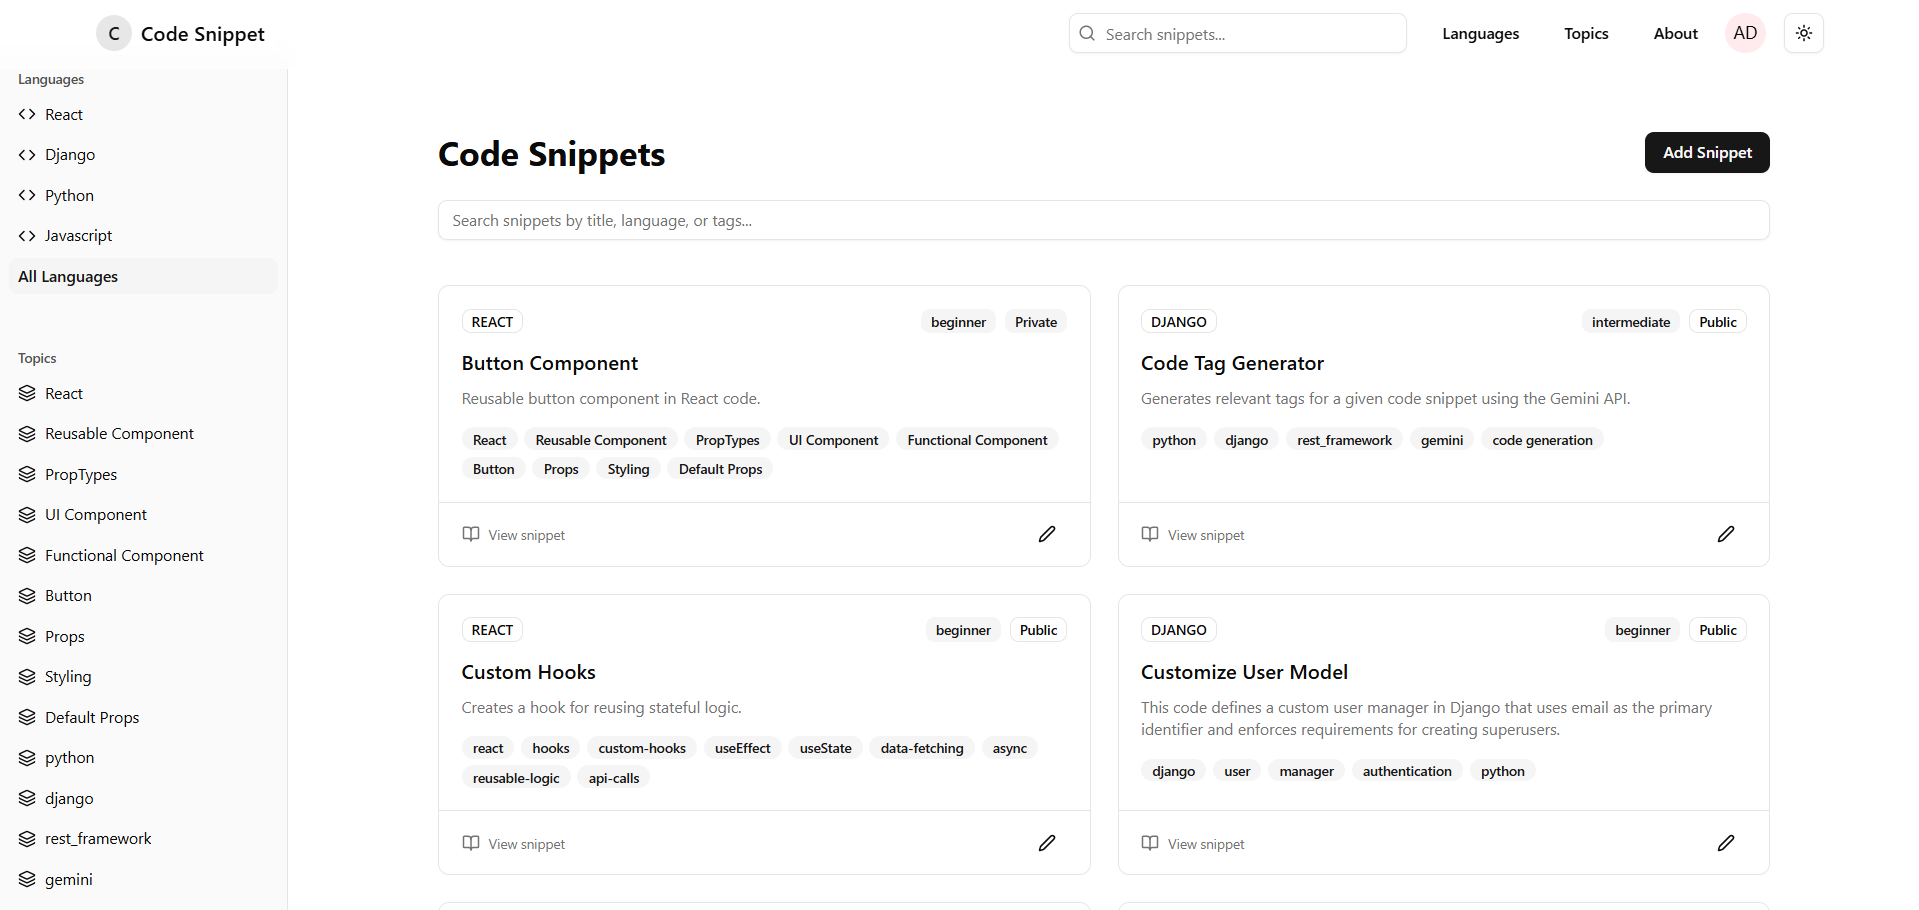 C Code Snippet
Search snippets...
Languages Topics About AD
Languages
React
Django
Python
Javascript
All Languages
Topics
React
Reusable Component
PropTypes
UI Component
Functional Component
Button
Props
Styling
Default Props
python
django
rest_framework
gemini
Code Snippets
Add Snippet
Search snippets by title, language, or tags...
REACT beginner Private
Button Component
Reusable button component in React code.
React Reusable Component PropTypes UI Component Functional Component
Button Props Styling Default Props
View snippet
DJANGO intermediate Public
Code Tag Generator
Generates relevant tags for a given code snippet using the Gemini API.
python django rest_framework gemini code generation
View snippet
REACT beginner Public
Custom Hooks
Creates a hook for reusing stateful logic.
react hooks custom-hooks useEffect useState data-fetching async
reusable-logic api-calls
View snippet
DJANGO beginner Public
Customize User Model
This code defines a custom user manager in Django that uses email as the primary
identifier and enforces requirements for creating superusers.
django user manager authentication python
View snippet